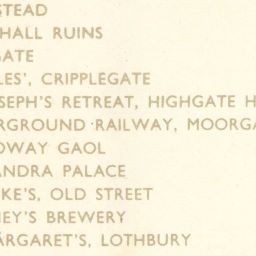 STEAD
HALL RUINS
GATE
LES', CRIPPLEGATE
SEPH'S RETREAT, HIGHGATE H
RGROUND RAILWAY, MOORGA
OWAY GAOL
ANDRA PALACE
KE'S, OLD STREET
NEY'S BREWERY
ARGARET'S, LOTHBURY